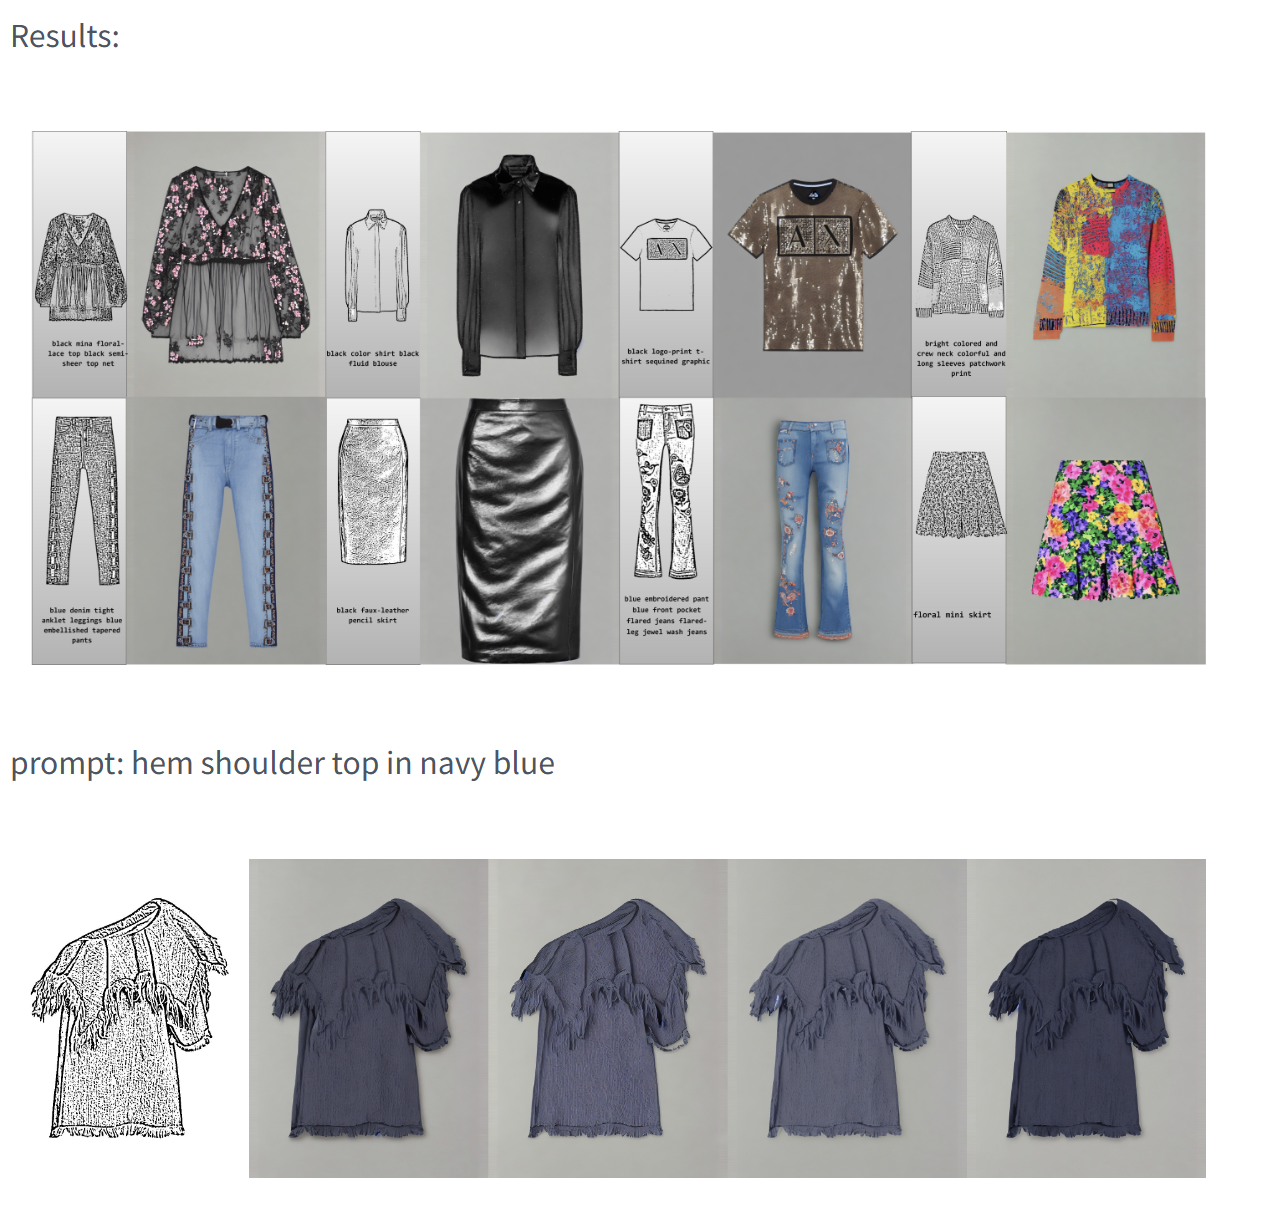 Results:
black mina floral-
lace top black semi-
sheer top net
black color shirt black
fluid blouse
A X
black logo-print t-
shirt sequined graphic
A X
bright colored and
crew neck colorful and
long sleeves patchwork
print
blue denim tight
anklet leggings blue
embellished tapered
pants
black faux-leather
pencil skirt
blue embroidered pant
blue front pocket
flared jeans flared-
leg jewel wash jeans
floral mini skirt
prompt: hem shoulder top in navy blue